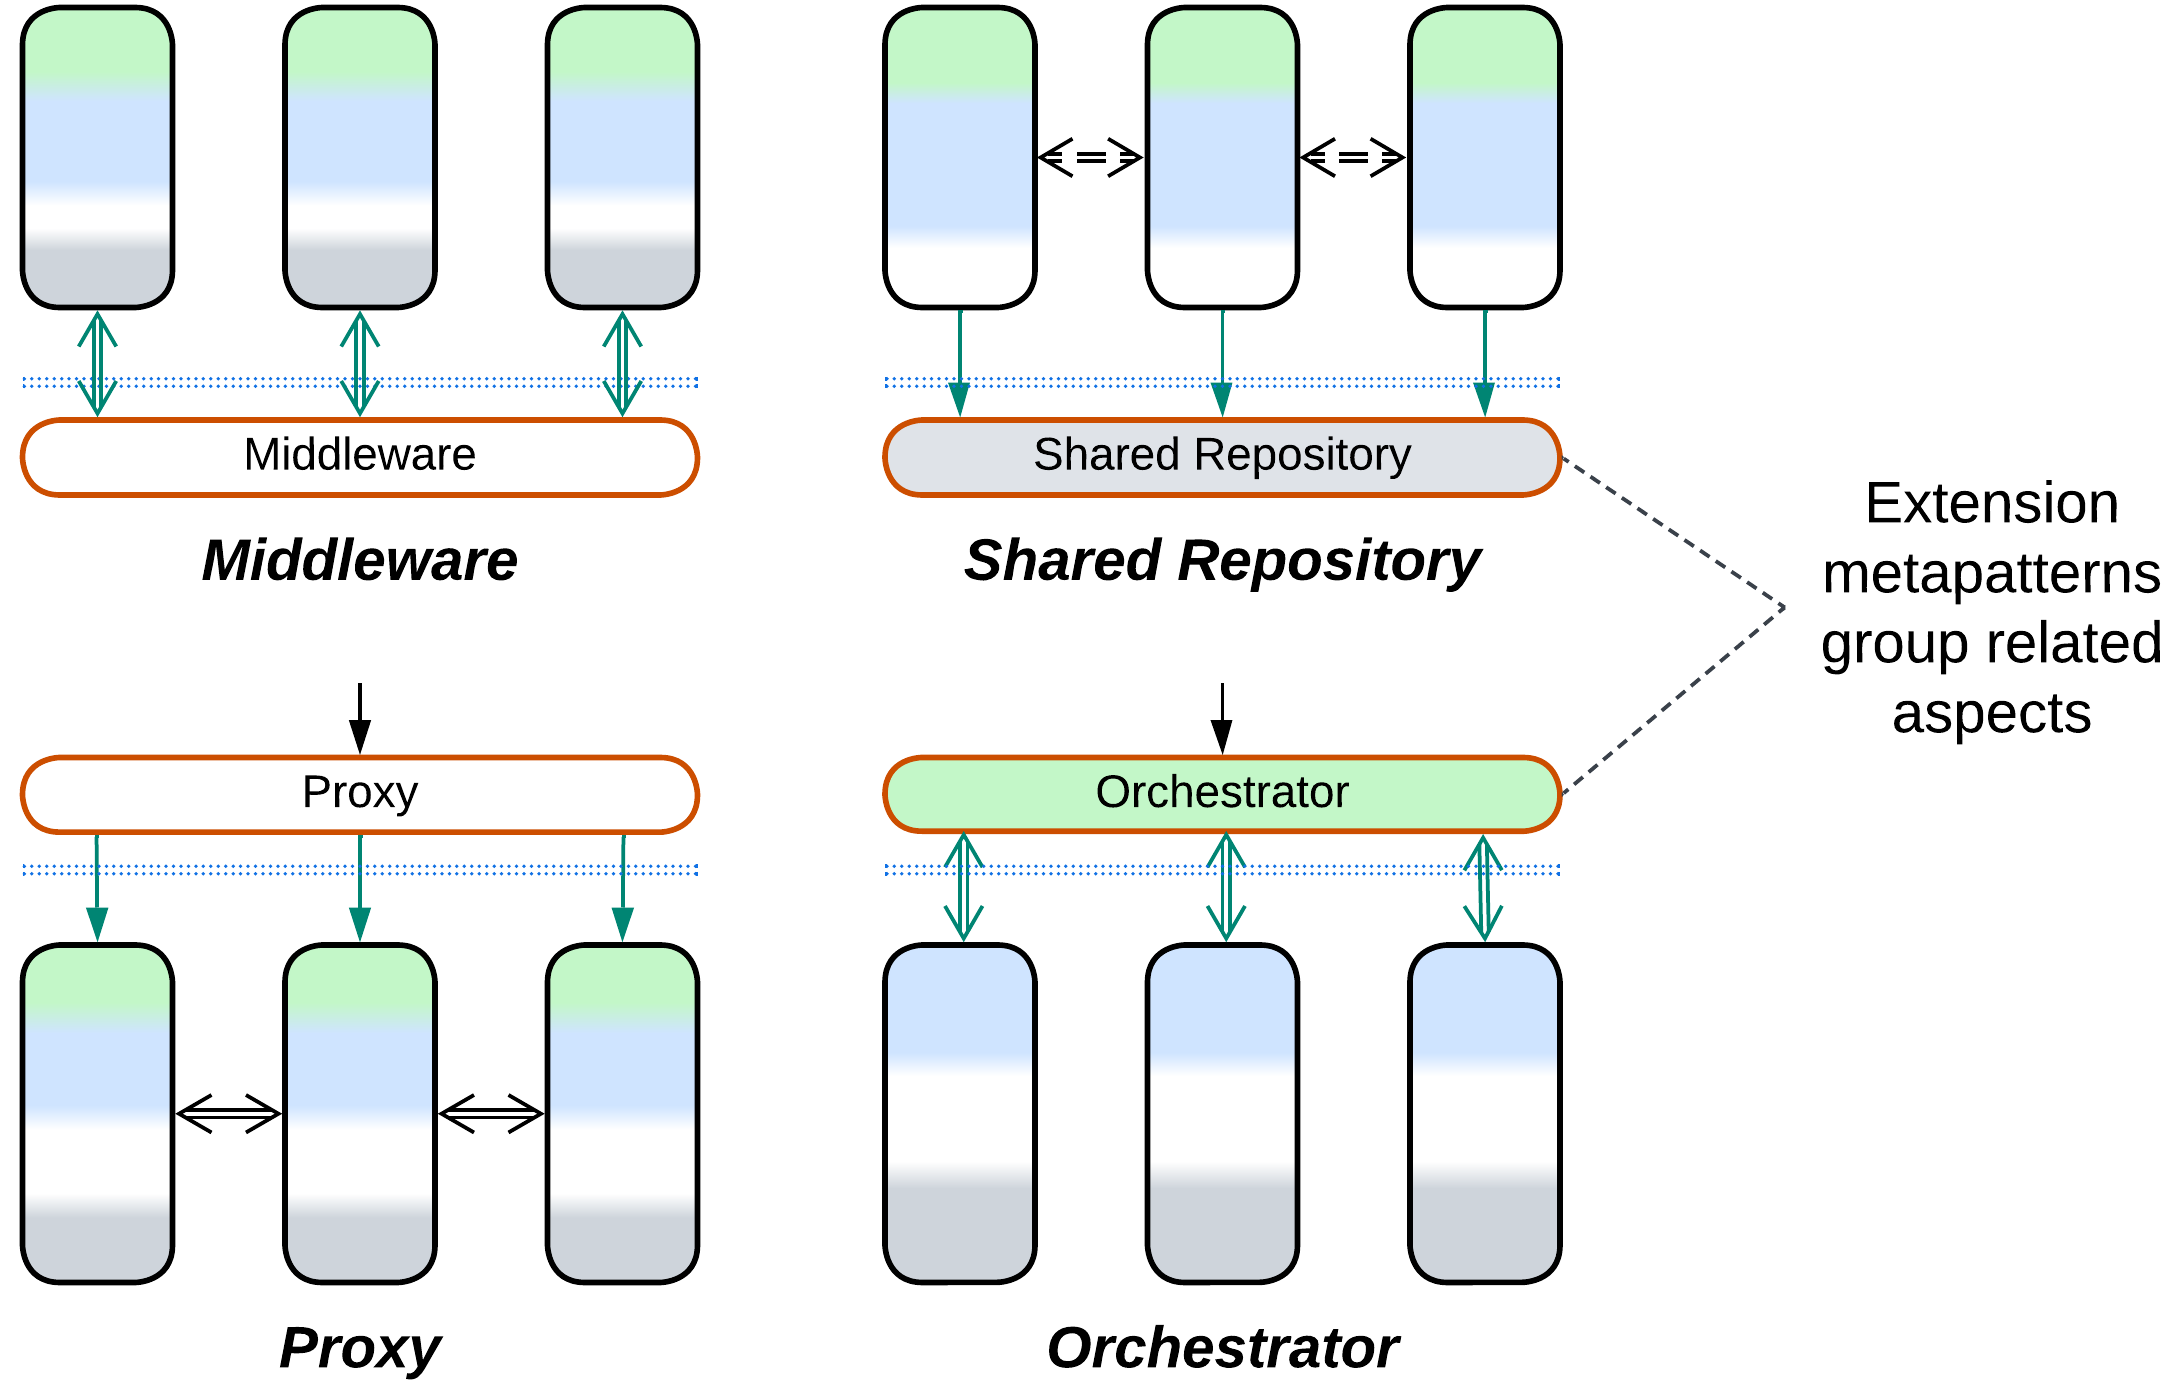 Middleware
Shared Repository
Middleware
Shared Repository
Extension
metapatterns
group related
aspects
Proxy
Orchestrator
Proxy
Orchestrator